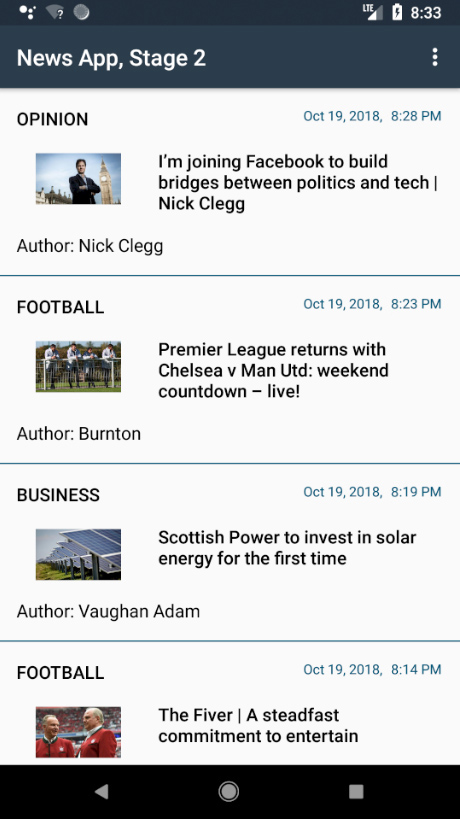 LTE 8:33
News App, Stage 2
OPINION
Oct 19, 2018, 8:28 PM
I’m joining Facebook to build
bridges between politics and tech |
Nick Clegg
Author: Nick Clegg
FOOTBALL
Oct 19, 2018, 8:23 PM
Premier League returns with
Chelsea v Man Utd: weekend
countdown – live!
Author: Burnton
BUSINESS
Oct 19, 2018, 8:19 PM
Scottish Power to invest in solar
energy for the first time
Author: Vaughan Adam
FOOTBALL
Oct 19, 2018, 8:14 PM
The Fiver | A steadfast
commitment to entertain